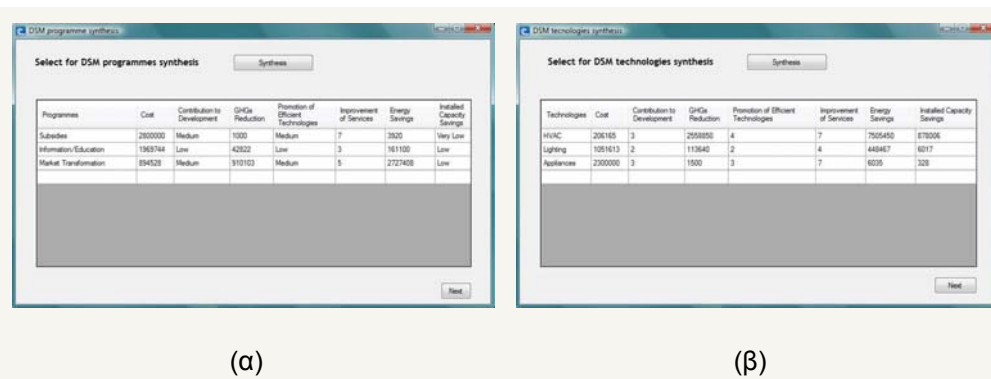 DSM programme synthesis
Select for DSM programmes synthesis Synthesis
Programmes Cost Contribution to Development GHGs Reduction Promotion of Efficient Technologies Improvement of Services Energy Savings Installed Capacity Savings
Subsidies 2800000 Medium 1000 Medium 7 3920 Very Low
Information/Education 1969744 Low 42822 Low 3 161100 Low
Market Transformation 894528 Medium 910103 Medium 5 2727408 Low
Next
(α)
DSM tecnologies synthesis
Select for DSM technologies synthesis Synthesis
Technologies Cost Contribution to Development GHGs Reduction Promotion of Efficient Technologies Improvement of Services Energy Savings Installed Capacity Savings
HVAC 206165 3 2558850 4 7 7505450 878006
Lighting 1051613 2 113640 2 4 448467 6017
Appliances 2300000 3 1500 3 7 6035 328
Next
(β)